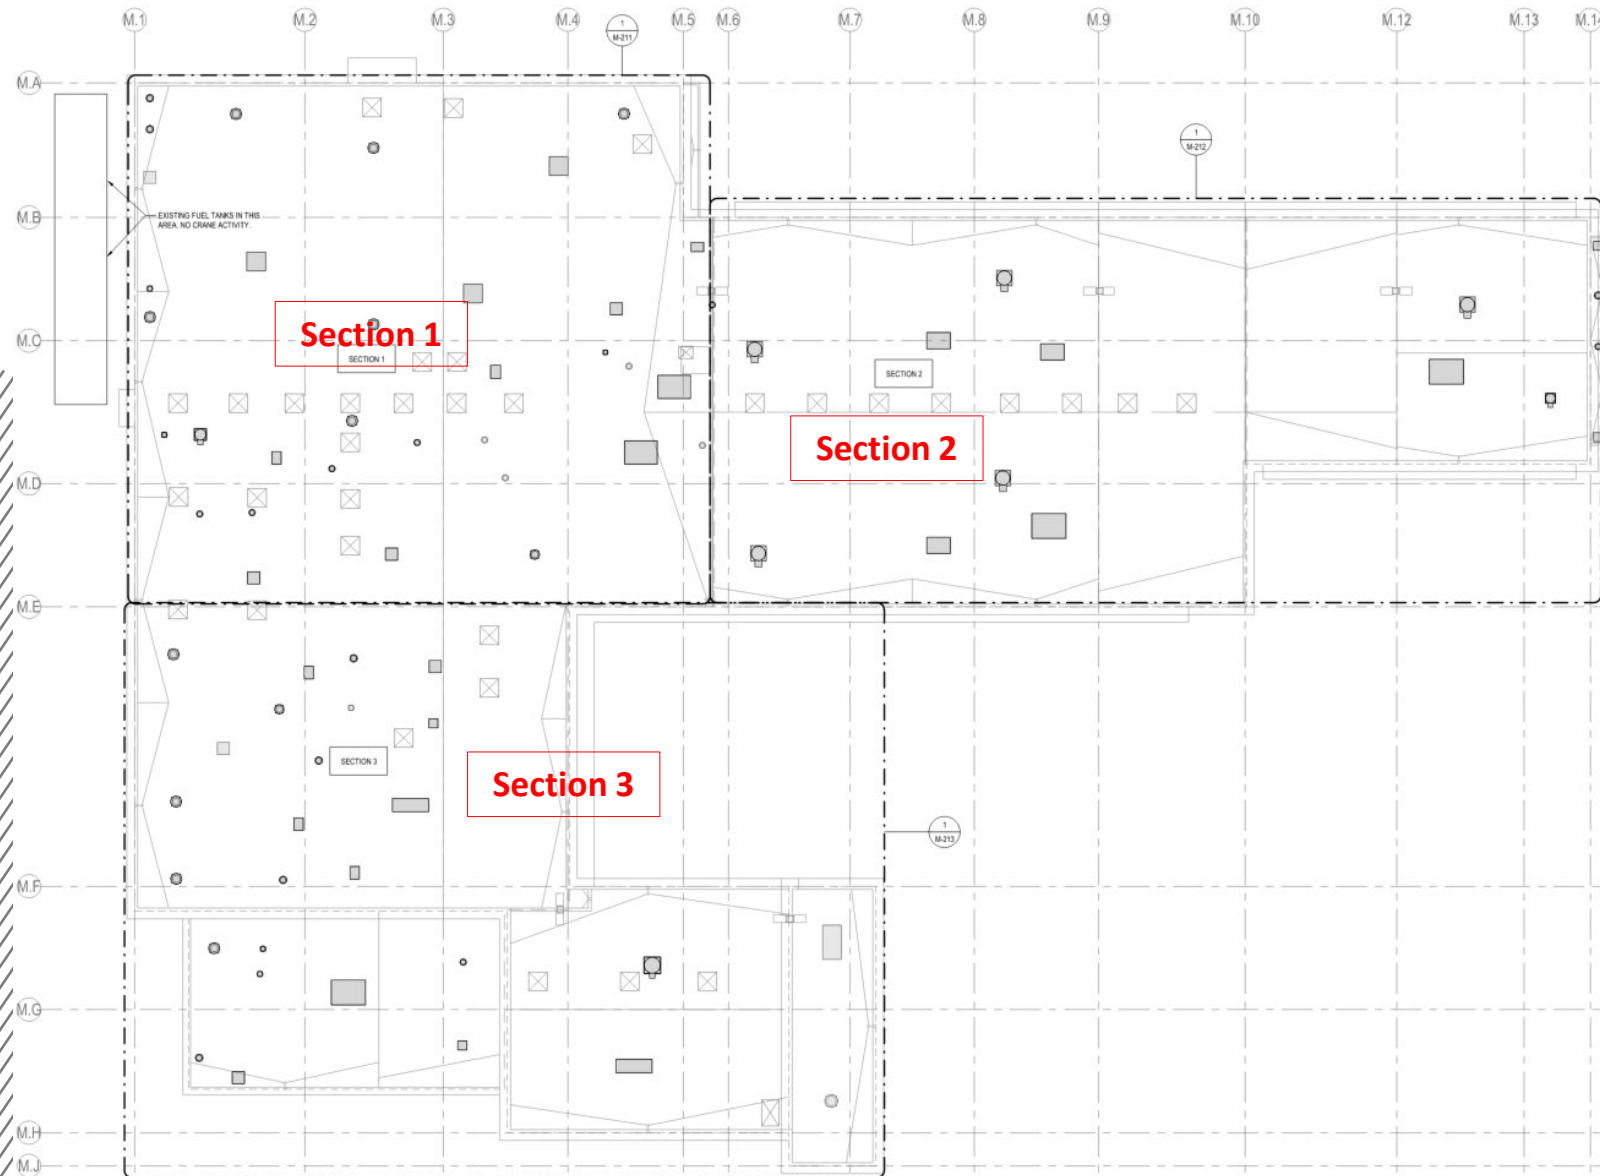 M.1 M.2 M.3 M.4 M.5 M.6 M.7 M.8 M.9 M.10 M.12 M.13 M.14
1
M-211
M.A
1
M-212
M.B
EXISTING FUEL TANKS IN THIS
AREA. NO CRANE ACTIVITY.
Section 1
M.C
SECTION 1
SECTION 2
Section 2
M.D
M.E
SECTION 3
Section 3
1
M-213
M.F
M.G
M.H
M.J